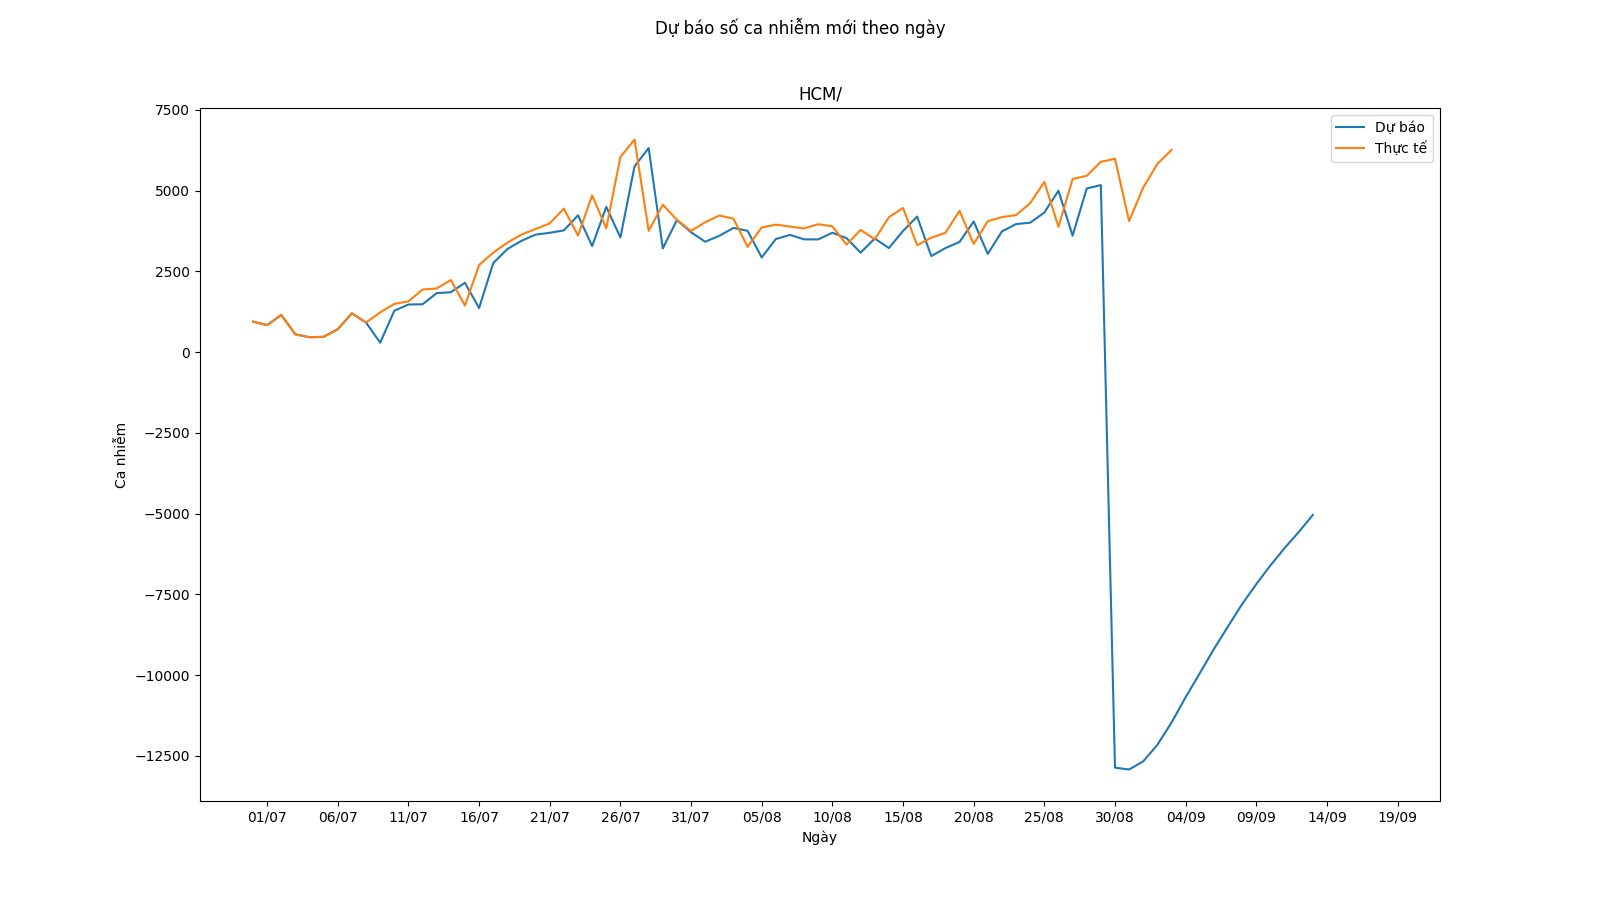 Dự báo số ca nhiễm mới theo ngày
HCM/
Dự báo
Thực tế
7500
5000
2500
0
−2500
−5000
−7500
−10000
−12500
Ca nhiễm
01/07 06/07 11/07 16/07 21/07 26/07 31/07 05/08 10/08 15/08 20/08 25/08 30/08 04/09 09/09 14/09 19/09
Ngày